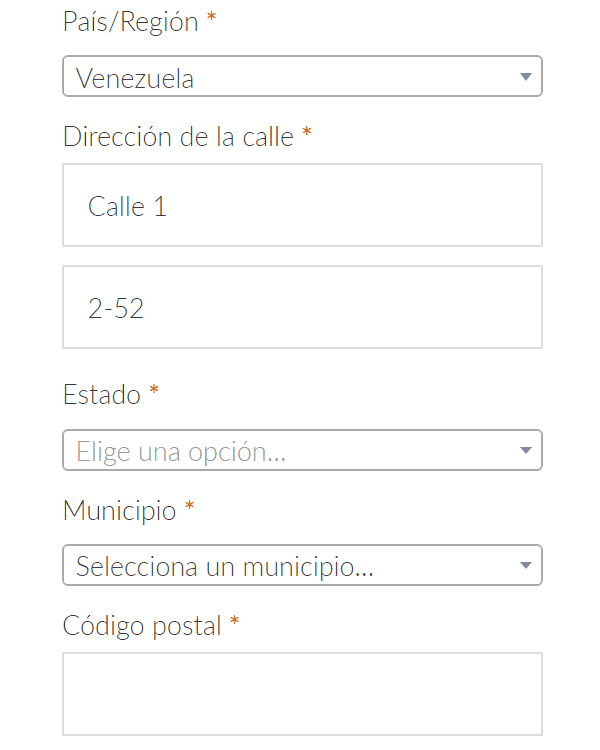 País/Región *
Venezuela
Dirección de la calle *
Calle 1
2-52
Estado *
Elige una opción...
Municipio *
Selecciona un municipio...
Código postal *